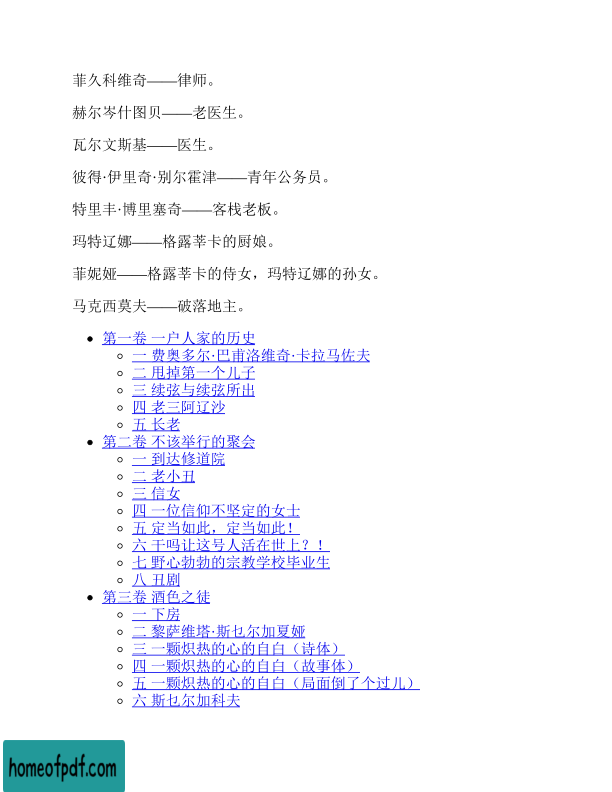 菲久科维奇——律师。
赫尔岑什图贝——老医生。
瓦尔文斯基——医生。
彼得·伊里奇·别尔霍津——青年公务员。
特里丰·博里塞奇——客栈老板。
玛特辽娜——格露莘卡的厨娘。
菲妮娅——格露莘卡的侍女，玛特辽娜的孙女。
马克西莫夫——破落地主。
第一卷 一户人家的历史
一 费奥多尔·巴甫洛维奇·卡拉马佐夫
二 甩掉第一个儿子
三 续弦与续弦所出
四 老三阿辽沙
五 长老
第二卷 不该举行的聚会
一 到达修道院
二 老小丑
三 信女
四 一位信仰不坚定的女士
五 定当如此，定当如此！
六 干吗让这号人活在世上？！
七 野心勃勃的宗教学校毕业生
八 丑剧
第三卷 酒色之徒
一 下房
二 黎萨维塔·斯乜尔加夏娅
三 一颗炽热的心的自白（诗体）
四 一颗炽热的心的自白（故事体）
五 一颗炽热的心的自白（局面倒了个过儿）
六 斯乜尔加科夫
homeofpdf.com